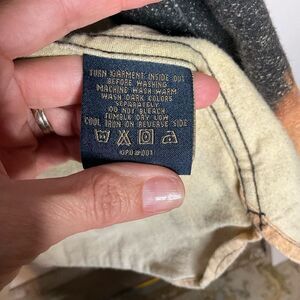 TURN GARMENT INSIDE OUT
BEFORE WASHING
MACHINE WASH WARM
WASH DARK COLORS
SEPARATELY
DO NOT BLEACH
TUMBLE DRY LOW
COOL IRON ON REVERSE SIDE